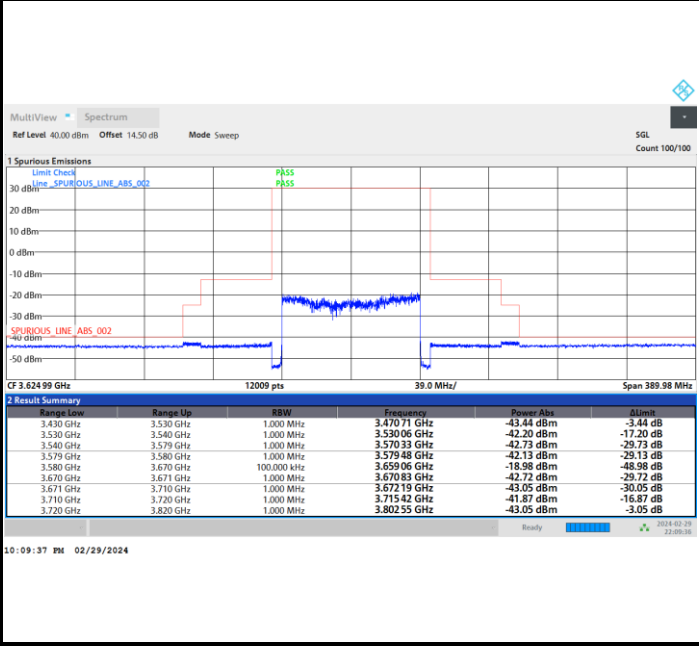 MultiView Spectrum
Ref Level 40.00 dBm Offset 14.50 dB Mode Sweep SGL
Count 100/100
1 Spurious Emissions
Limit Check PASS
Line _SPURIOUS_LINE_ABS_002 PASS
30 dBm
20 dBm
10 dBm
0 dBm
-10 dBm
-20 dBm
-30 dBm
_SPURIOUS_LINE_ABS_002
-40 dBm
-50 dBm
CF 3.624 99 GHz 12009 pts 39.0 MHz/ Span 389.98 MHz
2 Result Summary
Range Low Range Up RBW Frequency Power Abs ΔLimit
3.430 GHz 3.530 GHz 1.000 MHz 3.470 71 GHz -43.44 dBm -3.44 dB
3.530 GHz 3.540 GHz 1.000 MHz 3.530 06 GHz -42.20 dBm -17.20 dB
3.540 GHz 3.579 GHz 1.000 MHz 3.570 33 GHz -42.73 dBm -29.73 dB
3.579 GHz 3.580 GHz 1.000 MHz 3.579 48 GHz -42.13 dBm -29.13 dB
3.580 GHz 3.670 GHz 100.000 kHz 3.659 06 GHz -18.98 dBm -48.98 dB
3.670 GHz 3.671 GHz 1.000 MHz 3.670 83 GHz -42.72 dBm -29.72 dB
3.671 GHz 3.710 GHz 1.000 MHz 3.672 19 GHz -43.05 dBm -30.05 dB
3.710 GHz 3.720 GHz 1.000 MHz 3.715 42 GHz -41.87 dBm -16.87 dB
3.720 GHz 3.820 GHz 1.000 MHz 3.802 55 GHz -43.05 dBm -3.05 dB
Ready 2024-02-29
22:09:36
10:09:37 PM 02/29/2024